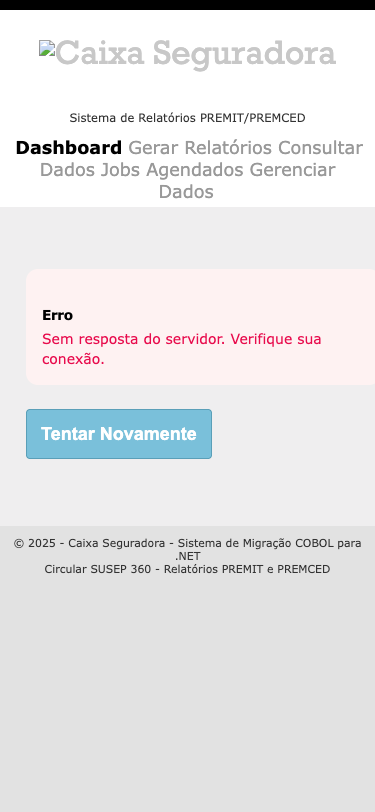 Caixa Seguradora
Sistema de Relatórios PREMIT/PREMCED
Dashboard Gerar Relatórios Consultar
Dados Jobs Agendados Gerenciar
Dados
Erro
Sem resposta do servidor. Verifique sua
conexão.
Tentar Novamente
© 2025 - Caixa Seguradora - Sistema de Migração COBOL para
.NET
Circular SUSEP 360 - Relatórios PREMIT e PREMCED